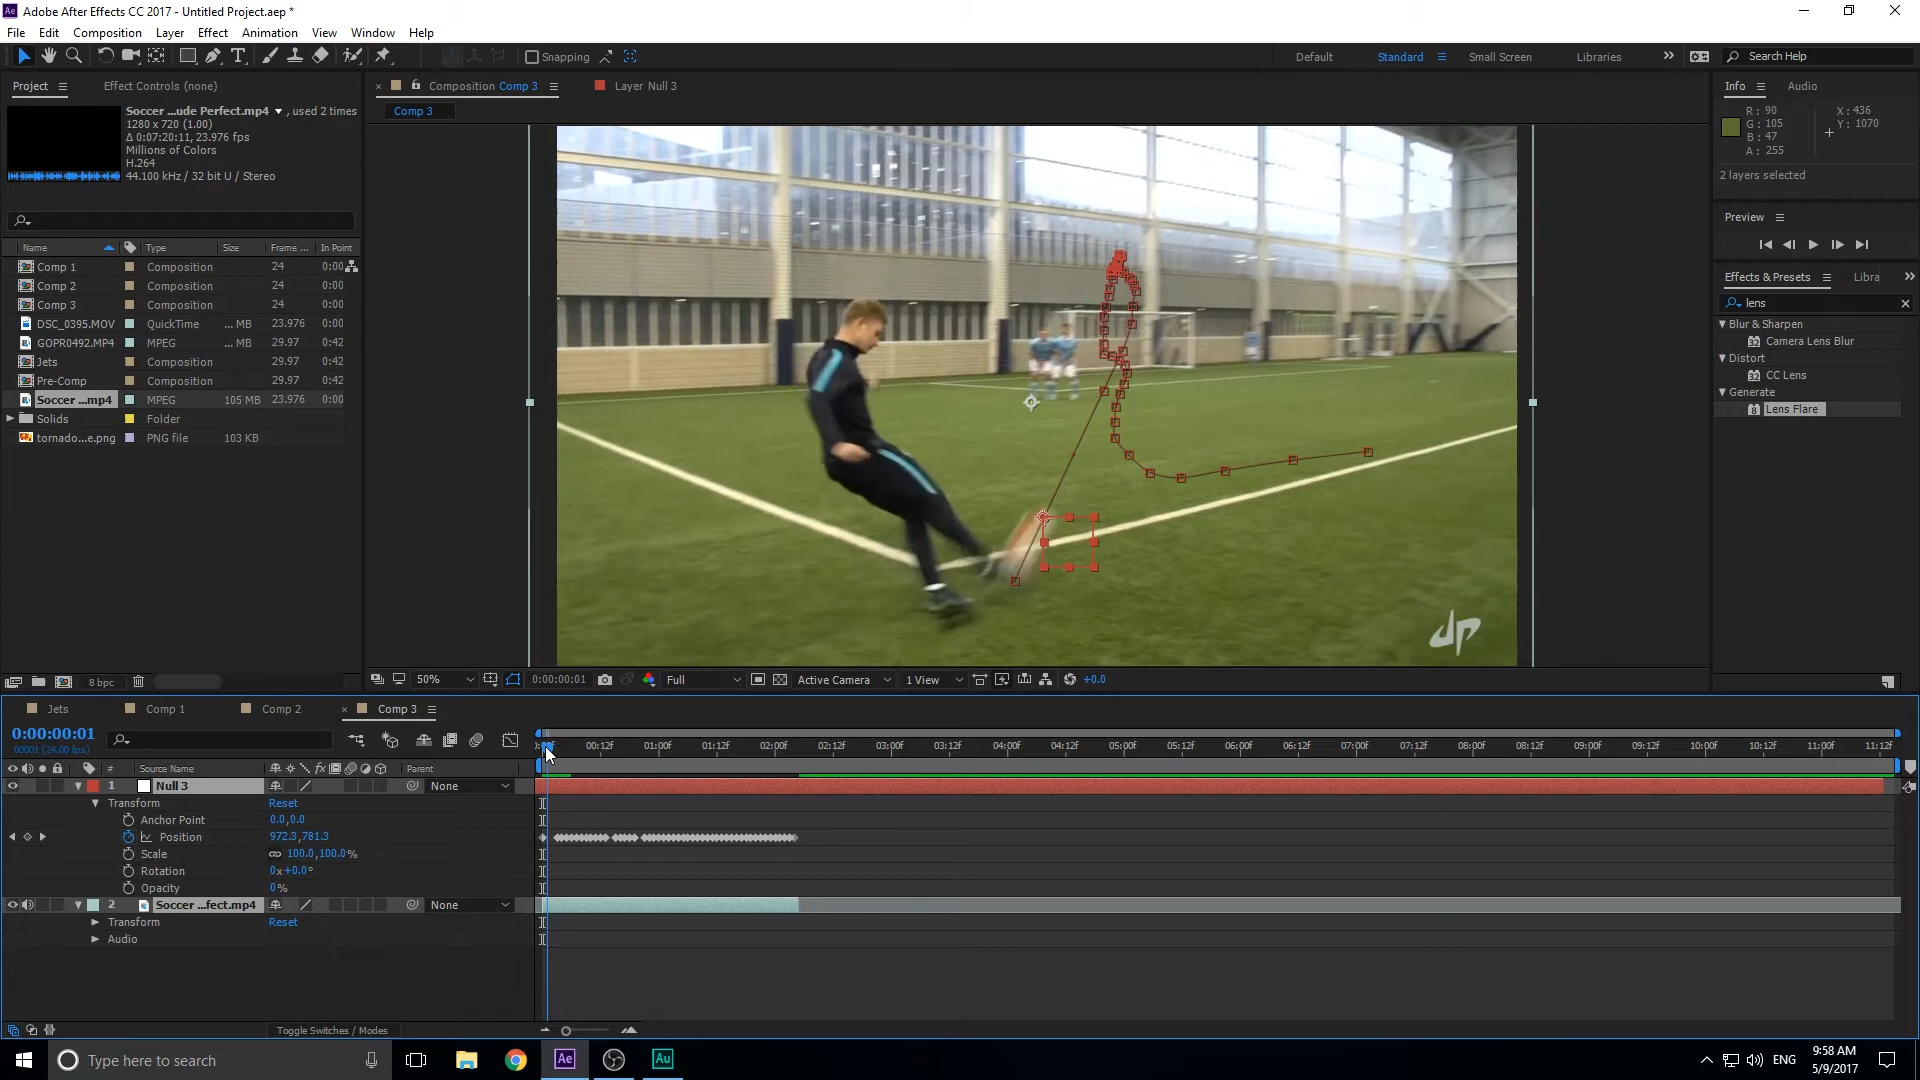 Adobe After Effects CC 2017 - Untitled Project.aep *
File Edit Composition Layer Effect Animation View Window Help
Snapping
Default Standard Small Screen Libraries Search Help
Project Effect Controls (none)
Composition Comp 3 Layer Null 3
Comp 3
Soccer ...ude Perfect.mp4 , used 2 times
1280 x 720 (1.00)
Δ 0:07:20:11, 23.976 fps
Millions of Colors
H.264
44.100 kHz / 32 bit U / Stereo
Name Type Size Frame ... In Point
Comp 1 Composition 24 0:00
Comp 2 Composition 24 0:00
Comp 3 Composition 24 0:00
DSC_0395.MOV QuickTime ... MB 23.976 0:00
GOPR0492.MP4 MPEG ... MB 29.97 0:42
Jets Composition 29.97 0:42
Pre-Comp Composition 29.97 0:42
Soccer ...mp4 MPEG 105 MB 23.976 0:00
Solids Folder
tornado...e.png PNG file 103 KB
8 bpc
dp
50% 0:00:00:01 Full Active Camera 1 View +0.0
Info Audio
R: 90 X: 436
G: 105 Y: 1070
B: 47
A: 255
2 layers selected
Preview
Effects & Presets Libra
lens
Blur & Sharpen
32 Camera Lens Blur
Distort
32 CC Lens
Generate
8 Lens Flare
Jets Comp 1 Comp 2 Comp 3
0:00:00:01
00001 (24.00 fps)
00:12f 01:00f 01:12f 02:00f 02:12f 03:00f 03:12f 04:00f 04:12f 05:00f 05:12f 06:00f 06:12f 07:00f 07:12f 08:00f 08:12f 09:00f 09:12f 10:00f 10:12f 11:00f 11:12f
# Source Name fx Parent
1 Null 3 None
Transform Reset
Anchor Point 0.0,0.0
Position 972.3,781.3
Scale 100.0,100.0%
Rotation 0x+0.0°
Opacity 0%
2 Soccer ...fect.mp4 None
Transform Reset
Audio
Toggle Switches / Modes
Type here to search
Ae Au
ENG
9:58 AM
5/9/2017